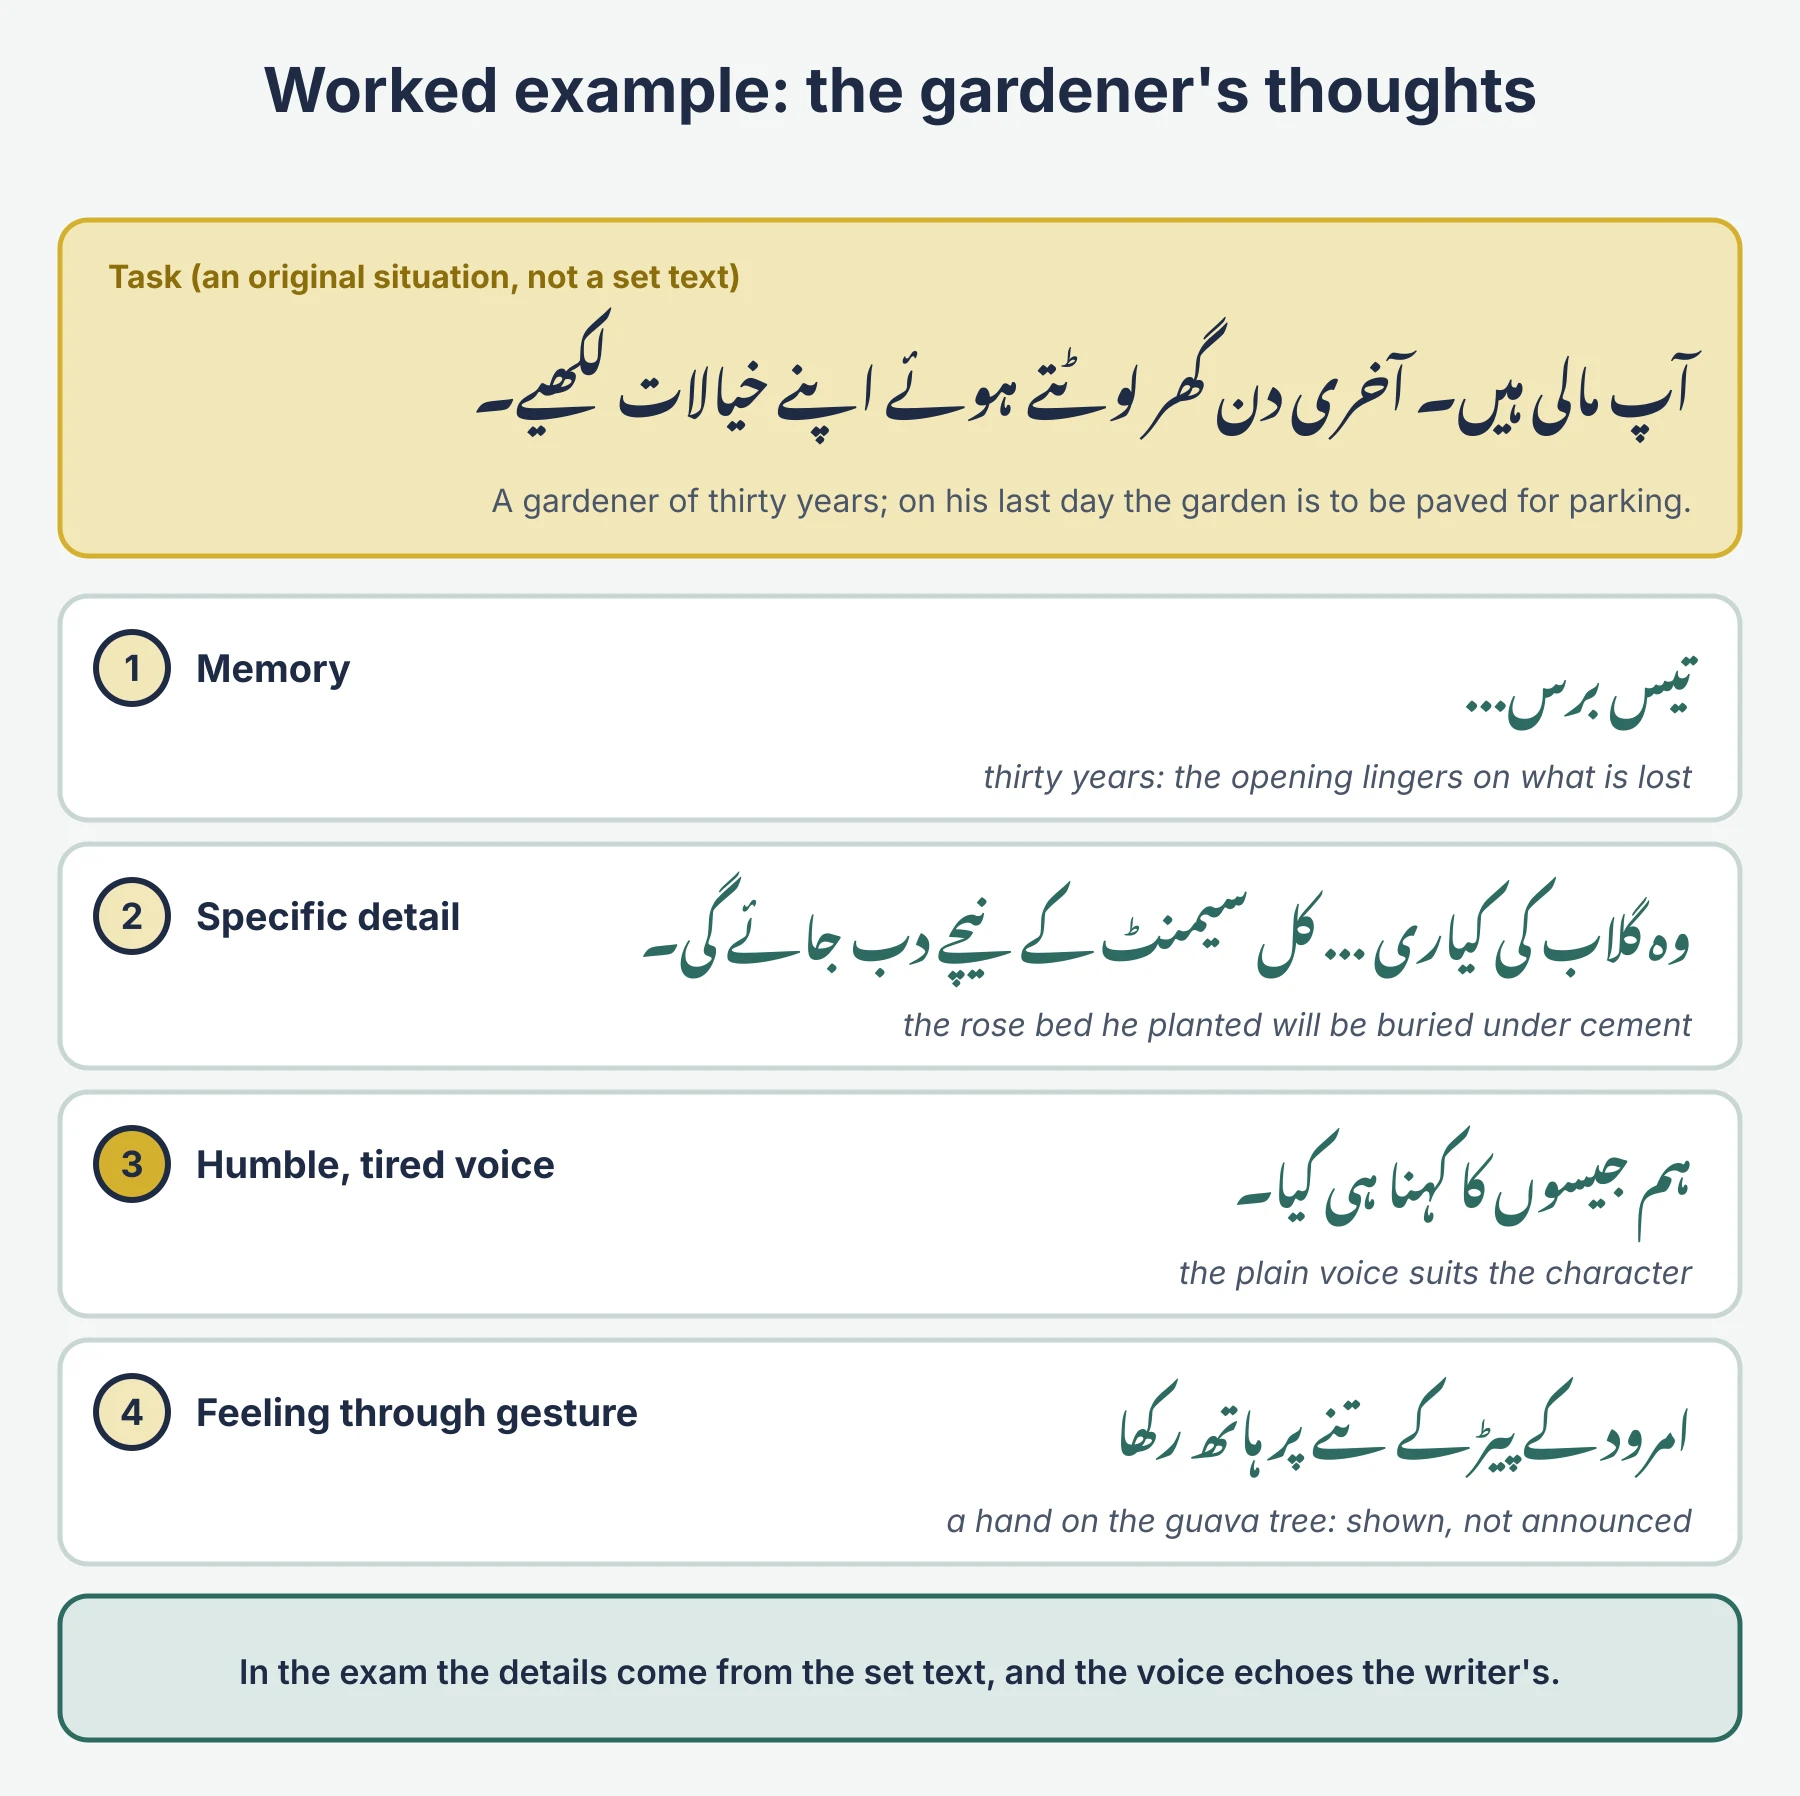 Worked example: the gardener's thoughts
Task (an original situation, not a set text)
آپ مالی ہیں۔ آخری دن گھر لوٹتے ہوئے اپنے خیالات لکھیے۔
A gardener of thirty years; on his last day the garden is to be paved for parking.
1 Memory
تیس برس...
thirty years: the opening lingers on what is lost
2 Specific detail
وہ گلاب کی کیاری ... کل سیمنٹ کے نیچے دب جائے گی۔
the rose bed he planted will be buried under cement
3 Humble, tired voice
ہم جیسوں کا کہنا ہی کیا۔
the plain voice suits the character
4 Feeling through gesture
امرود کے پیڑ کے تنے پر ہاتھ رکھا
a hand on the guava tree: shown, not announced
In the exam the details come from the set text, and the voice echoes the writer's.